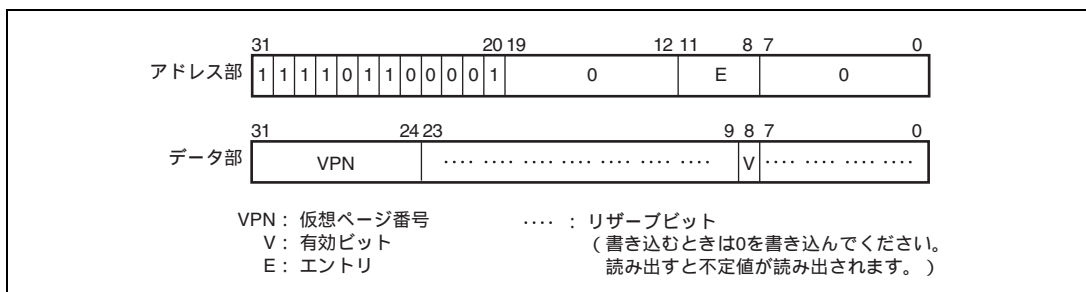 31 20 19 12 11 8 7 0
アドレス部 1 1 1 1 0 1 1 0 0 0 0 1 0 E 0
31 24 23 9 8 7 0
データ部 VPN ‥‥ ‥‥ ‥‥ ‥‥ ‥‥ ‥‥ ‥‥ V ‥‥ ‥‥ ‥‥ ‥‥
VPN : 仮想ページ番号 ‥‥ : リザーブビット
V : 有効ビット (書き込むときは0を書き込んでください。
E : エントリ 読み出すと不定値が読み出されます。)